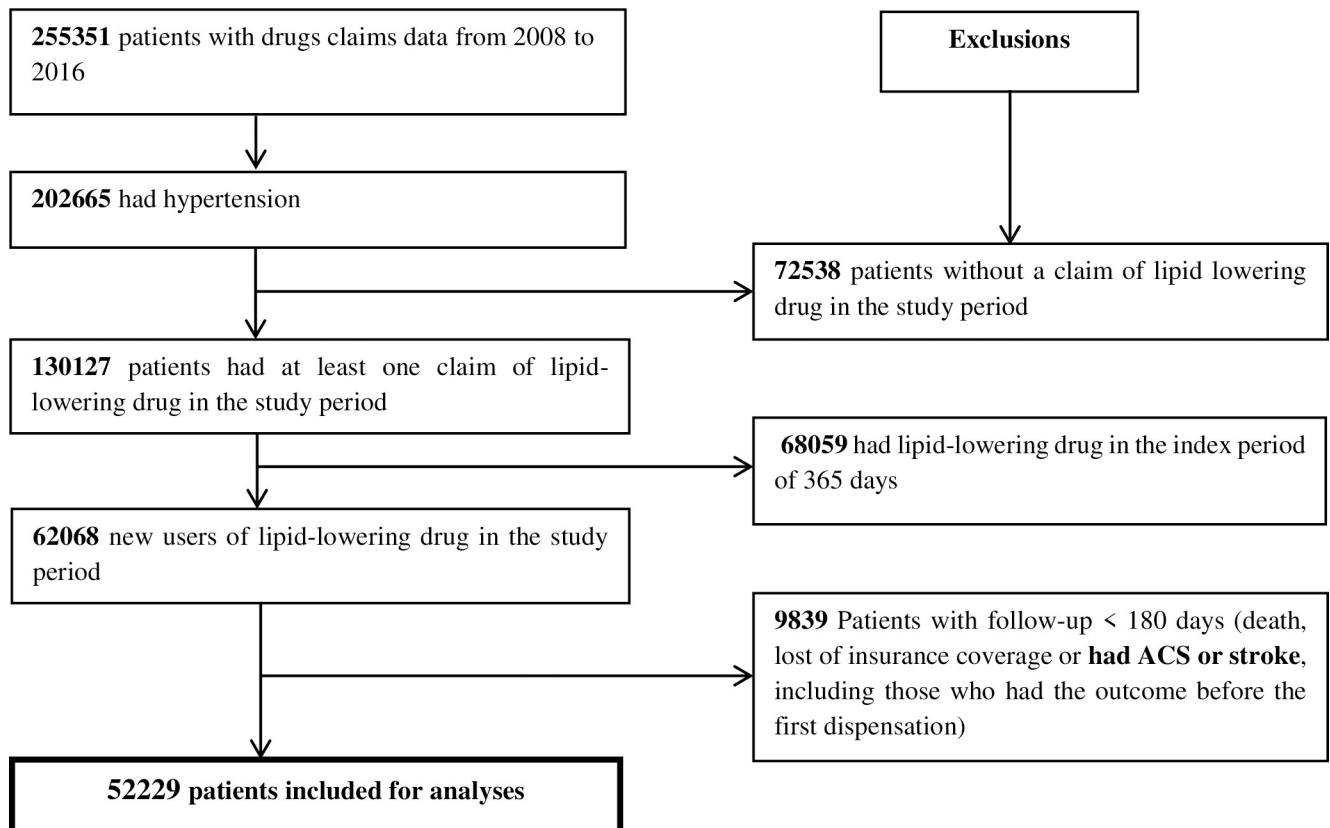 255351 patients with drugs claims data from 2008 to
2016
Exclusions
202665 had hypertension
72538 patients without a claim of lipid lowering
drug in the study period
130127 patients had at least one claim of lipid-
lowering drug in the study period
68059 had lipid-lowering drug in the index period
of 365 days
62068 new users of lipid-lowering drug in the study
period
9839 Patients with follow-up < 180 days (death,
lost of insurance coverage or had ACS or stroke,
including those who had the outcome before the
first dispensation)
52229 patients included for analyses